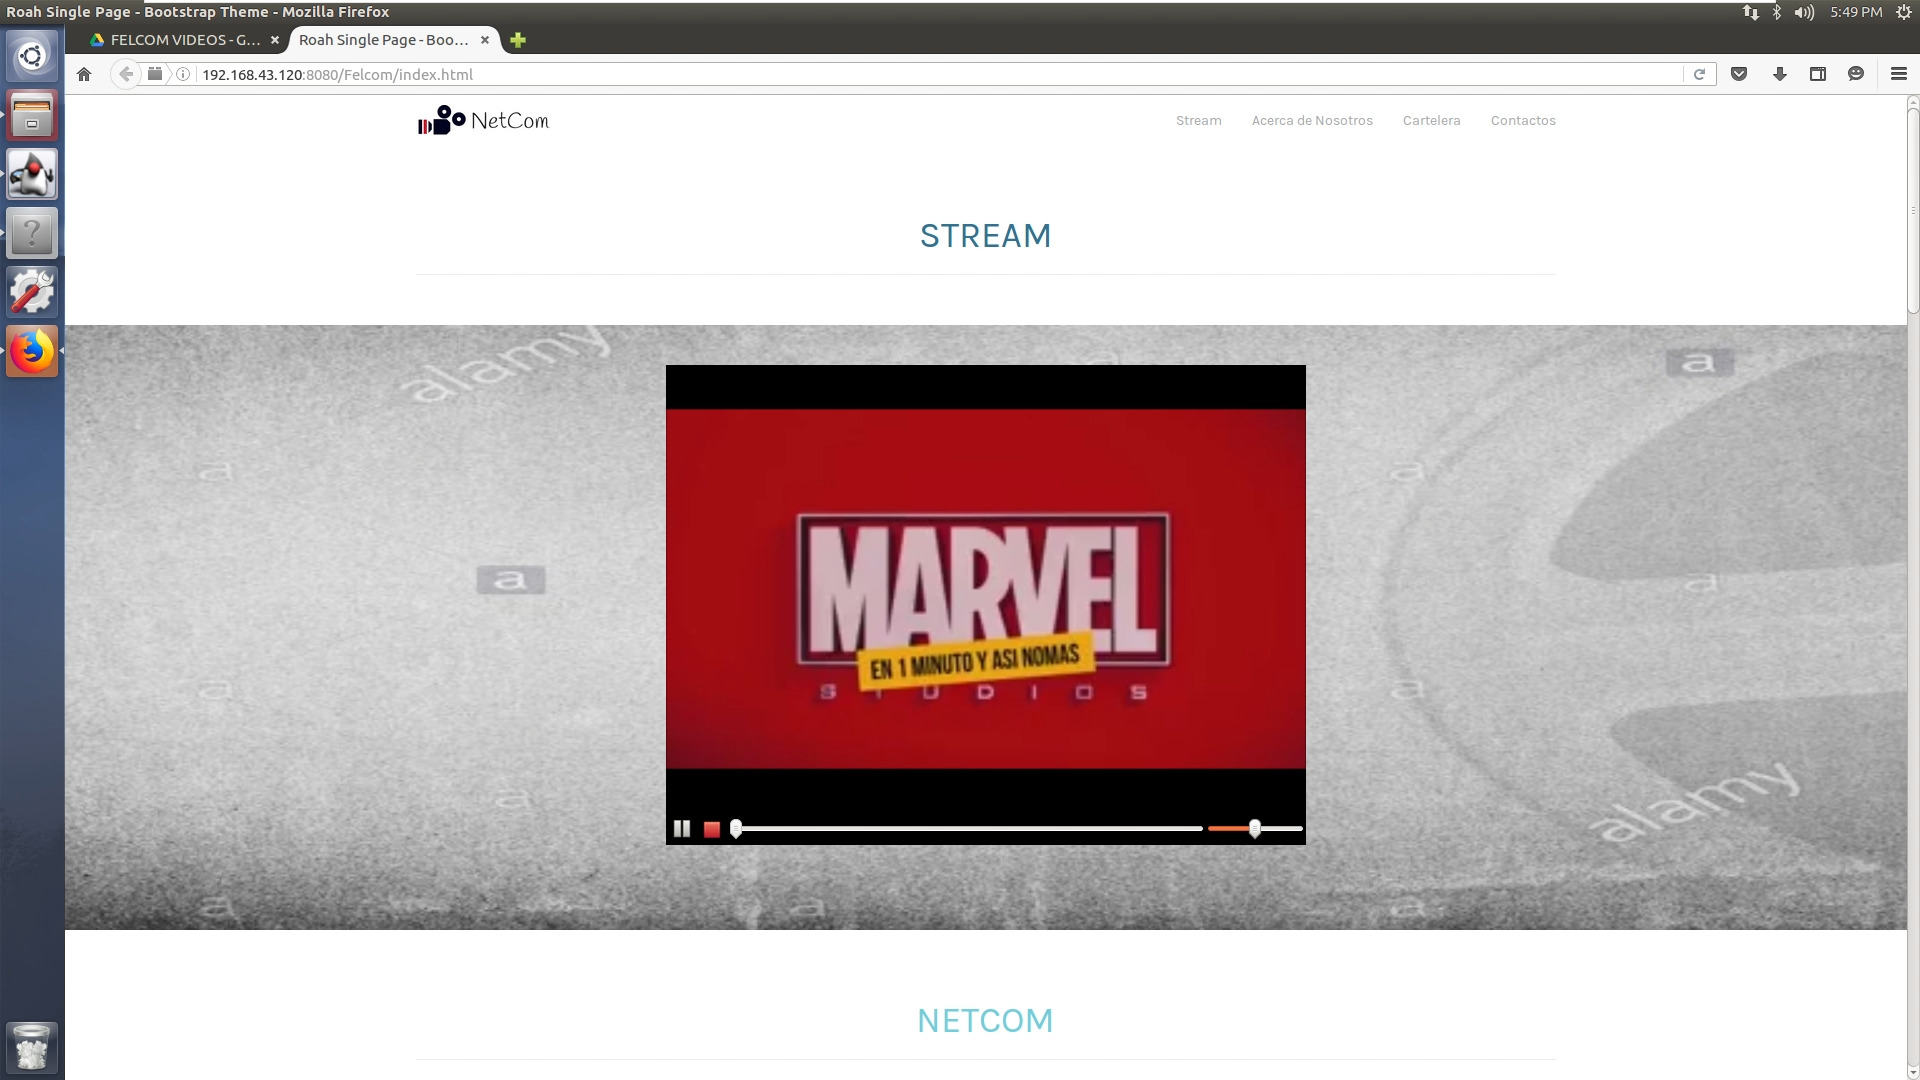 Roah Single Page - Bootstrap Theme - Mozilla Firefox
5:49 PM
FELCOM VIDEOS - G...
Roah Single Page - Boo...
192.168.43.120:8080/Felcom/index.html
NetCom
Stream
Acerca de Nosotros
Cartelera
Contactos
STREAM
alamy
a
a
a
a
MARVEL
EN 1 MINUTO Y ASI NOMAS
STUDIOS
a
a
a
a
alamy
a
a
a
a
NETCOM